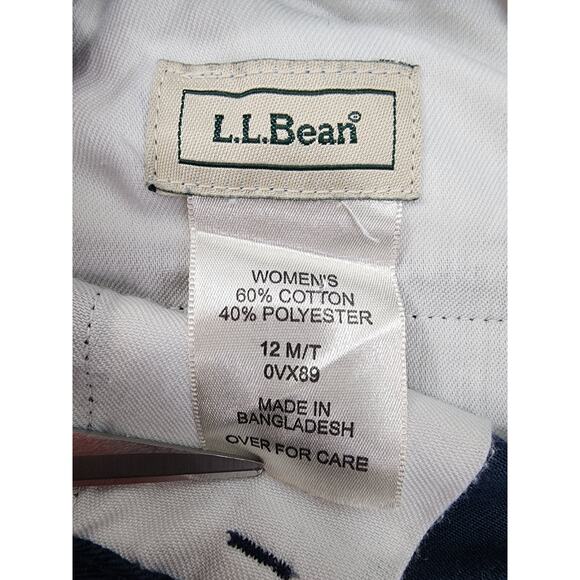 L.L.Bean®
WOMEN'S
60% COTTON
40% POLYESTER
12 M/T
0VX89
MADE IN
BANGLADESH
OVER FOR CARE